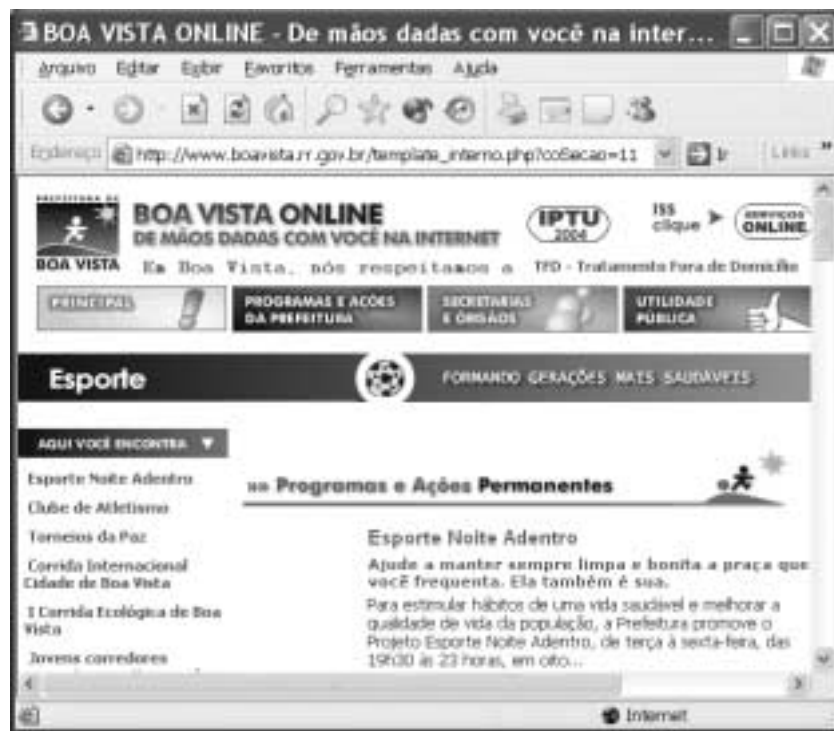 BOA VISTA ONLINE - De mãos dadas com você na inter...
Arquivo Editar Exibir Favoritos Ferramentas Ajuda
Endereço http://www.boavista.rr.gov.br/template_interno.php?coSecao=11 Ir Links »
PREFEITURA DE
BOA VISTA
BOA VISTA ONLINE
DE MÃOS DADAS COM VOCÊ NA INTERNET
IPTU
2004
ISS
clique
SERVIÇOS
ONLINE
Em Boa Vista, nós respeitamos a
TFD - Tratamento Fora de Domicílio
PRINCIPAL
PROGRAMAS E AÇÕES
DA PREFEITURA
SECRETARIAS
E ÓRGÃOS
UTILIDADE
PÚBLICA
Esporte
FORMANDO GERAÇÕES MAIS SAUDÁVEIS
AQUI VOCÊ ENCONTRA
Esporte Noite Adentro
Clube de Atletismo
Torneios da Paz
Corrida Internacional
Cidade de Boa Vista
I Corrida Ecológica de Boa
Vista
Jovens corredores
»» Programas e Ações Permanentes
Esporte Noite Adentro
Ajude a manter sempre limpa e bonita a praça que
você frequenta. Ela também é sua.
Para estimular hábitos de uma vida saudável e melhorar a
qualidade de vida da população, a Prefeitura promove o
Projeto Esporte Noite Adentro, de terça à sexta-feira, das
19h30 às 23 horas, em oito...
Internet